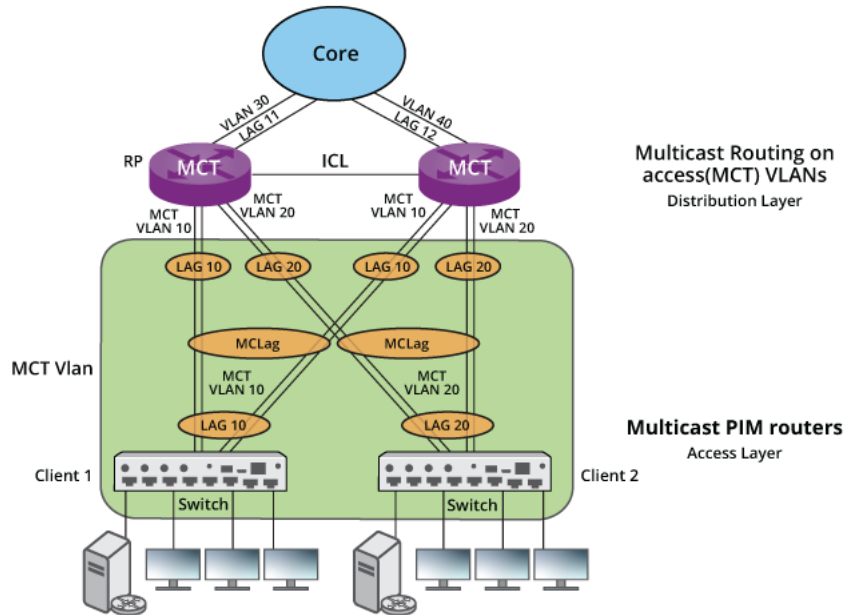 Core
VLAN 30
LAG 11
VLAN 40
LAG 12
RP
MCT
ICL
MCT
Multicast Routing on
access(MCT) VLANs
Distribution Layer
MCT
VLAN 10
MCT
VLAN 20
MCT
VLAN 10
MCT
VLAN 20
LAG 10
LAG 20
LAG 10
LAG 20
MCLag
MCLag
MCT Vlan
MCT
VLAN 10
MCT
VLAN 20
LAG 10
LAG 20
Multicast PIM routers
Access Layer
Client 1
Client 2
Switch
Switch